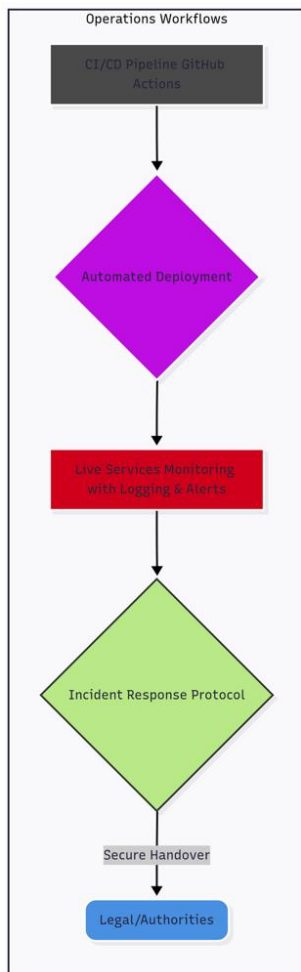 Operations Workflows
CI/CD Pipeline GitHub
Actions
Automated Deployment
Live Services Monitoring
with Logging & Alerts
Incident Response Protocol
Secure Handover
Legal/Authorities